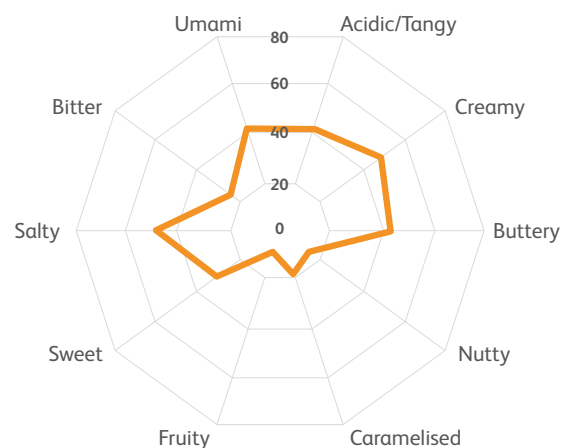 Umami
80
Acidic/Tangy
60
Bitter
Creamy
40
20
Salty
0
Buttery
Sweet
Nutty
Fruity
Caramelised